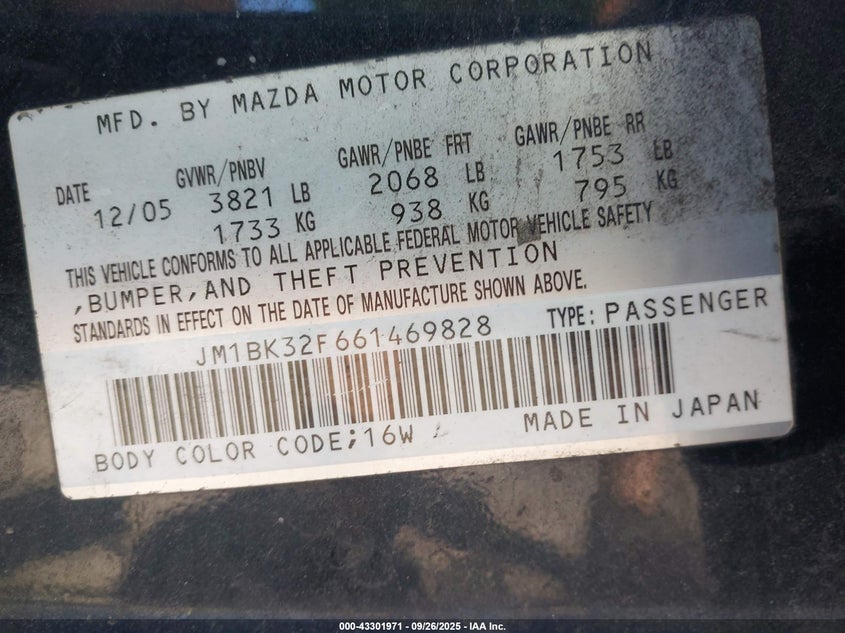 MFD. BY MAZDA MOTOR CORPORATION
DATE GVWR/PNBV GAWR/PNBE FRT GAWR/PNBE RR
12/05 3821 LB 2068 LB 1753 LB
1733 KG 938 KG 795 KG
THIS VEHICLE CONFORMS TO ALL APPLICABLE FEDERAL MOTOR VEHICLE SAFETY
,BUMPER,AND THEFT PREVENTION
STANDARDS IN EFFECT ON THE DATE OF MANUFACTURE SHOWN ABOVE.
JM1BK32F661469828 TYPE: PASSENGER
BODY COLOR CODE;16W MADE IN JAPAN
000-43301971 - 09/26/2025 - IAA Inc.